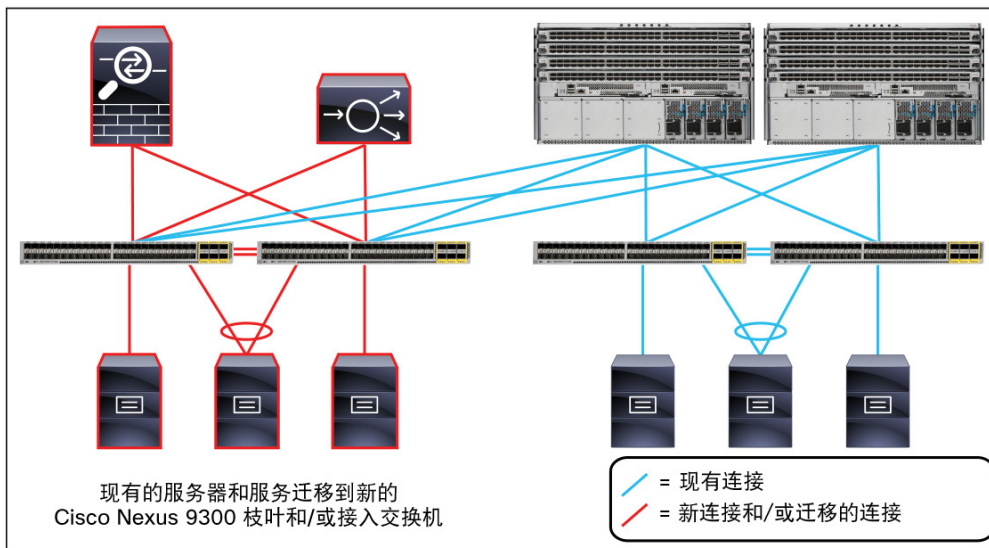 现有的服务器和服务迁移到新的
Cisco Nexus 9300 枝叶和/或接入交换机
= 现有连接
= 新连接和/或迁移的连接